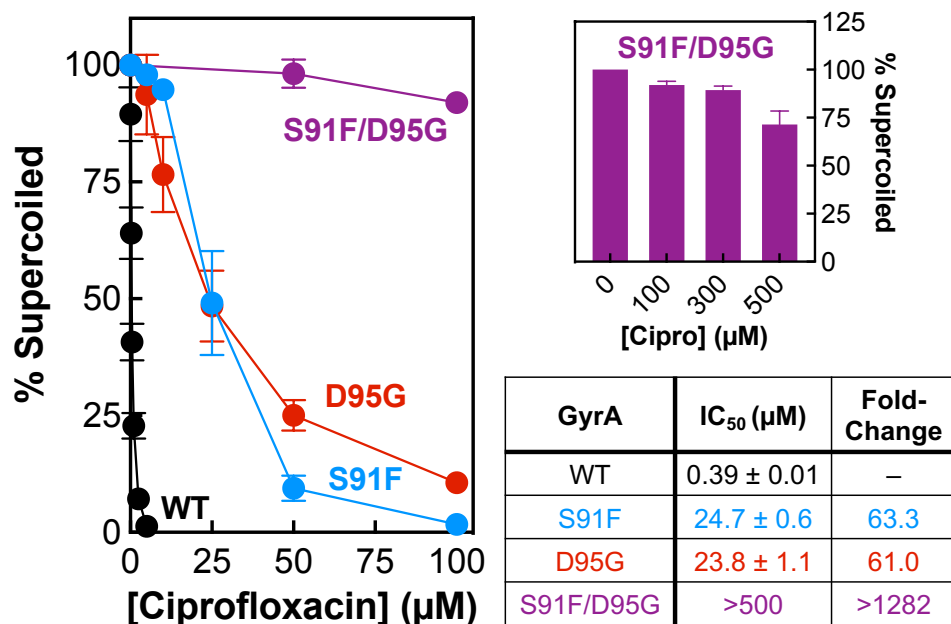 % Supercoiled
100
75
50
25
0
0
25
50
75
100
[Ciprofloxacin] (µM)
S91F/D95G
D95G
S91F
WT
S91F/D95G
125
100
75
50
25
0
% Supercoiled
0
100
300
500
[Cipro] (µM)
GyrA IC50 (µM) Fold-
Change
WT 0.39 ± 0.01 –
S91F 24.7 ± 0.6 63.3
D95G 23.8 ± 1.1 61.0
S91F/D95G >500 >1282